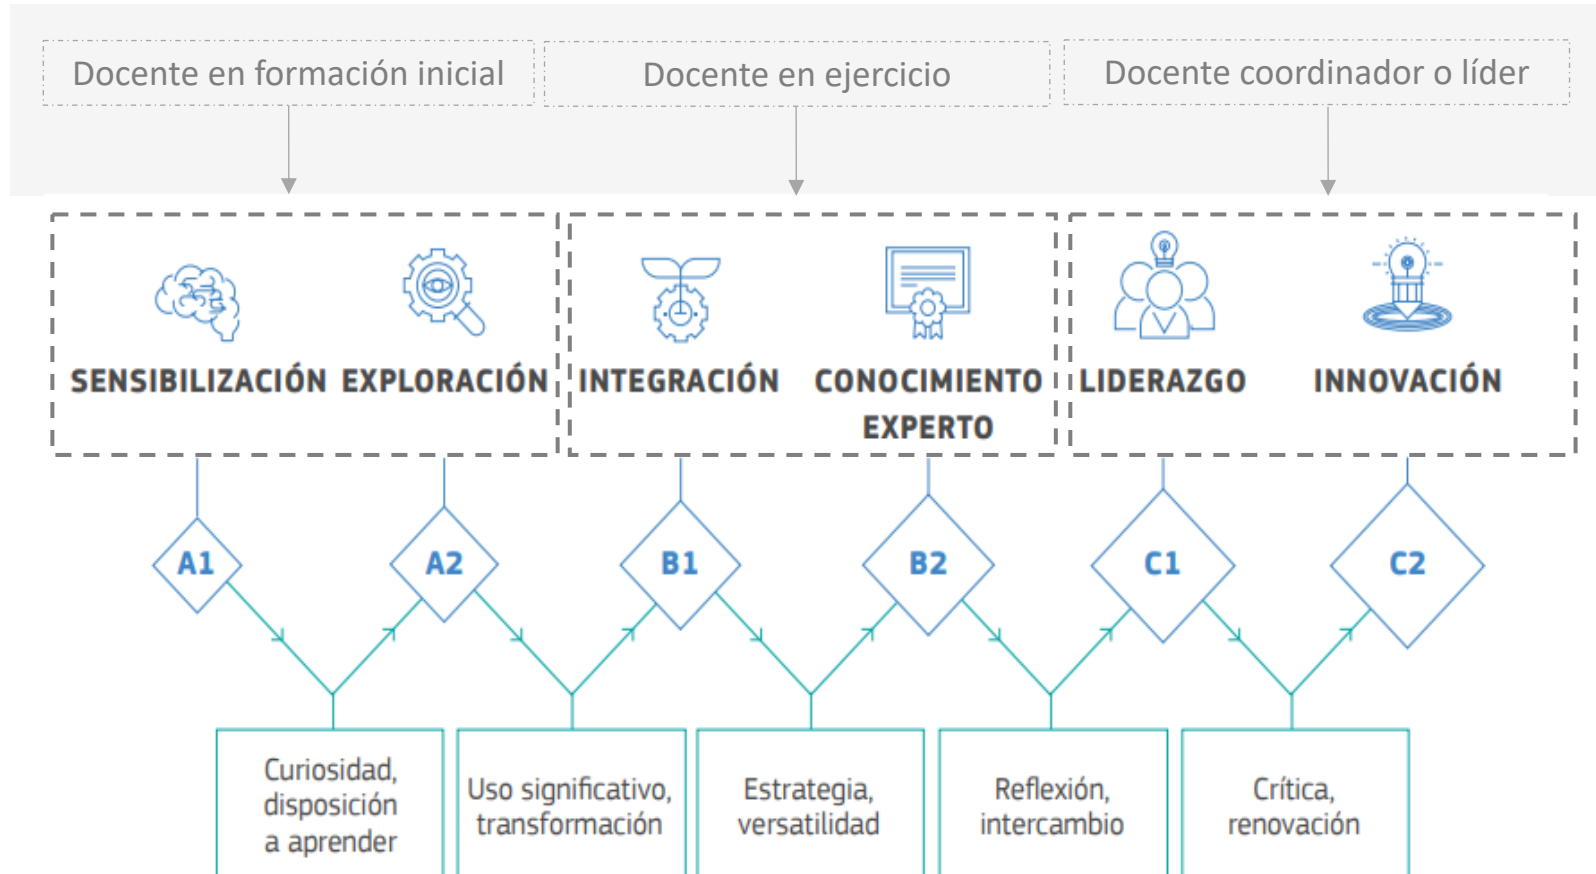 Docente en formación inicial
Docente en ejercicio
Docente coordinador o líder
SENSIBILIZACIÓN
EXPLORACIÓN
INTEGRACIÓN
CONOCIMIENTO
EXPERTO
LIDERAZGO
INNOVACIÓN
A1
A2
B1
B2
C1
C2
Curiosidad,
disposición
a aprender
Uso significativo,
transformación
Estrategia,
versatilidad
Reflexión,
intercambio
Crítica,
renovación